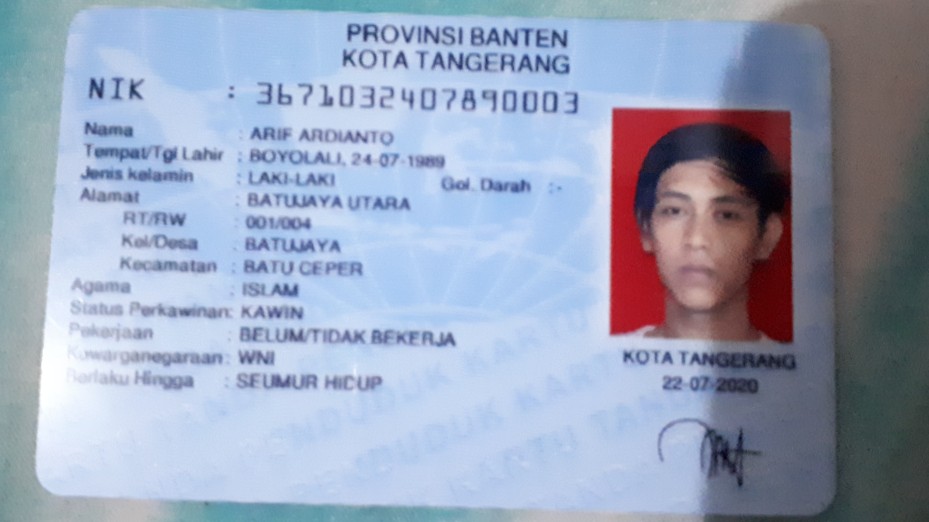 PROVINSI BANTEN
KOTA TANGERANG
NIK : 3671032407890003
Nama : ARIF ARDIANTO
Tempat/Tgl Lahir : BOYOLALI, 24-07-1989
Jenis kelamin : LAKI-LAKI Gol. Darah :-
Alamat : BATUJAYA UTARA
RT/RW : 001/004
Kel/Desa : BATUJAYA
Kecamatan : BATU CEPER
Agama : ISLAM
Status Perkawinan: KAWIN
Pekerjaan : BELUM/TIDAK BEKERJA
Kewarganegaraan: WNI
Berlaku Hingga : SEUMUR HIDUP
KOTA TANGERANG
22-07-2020